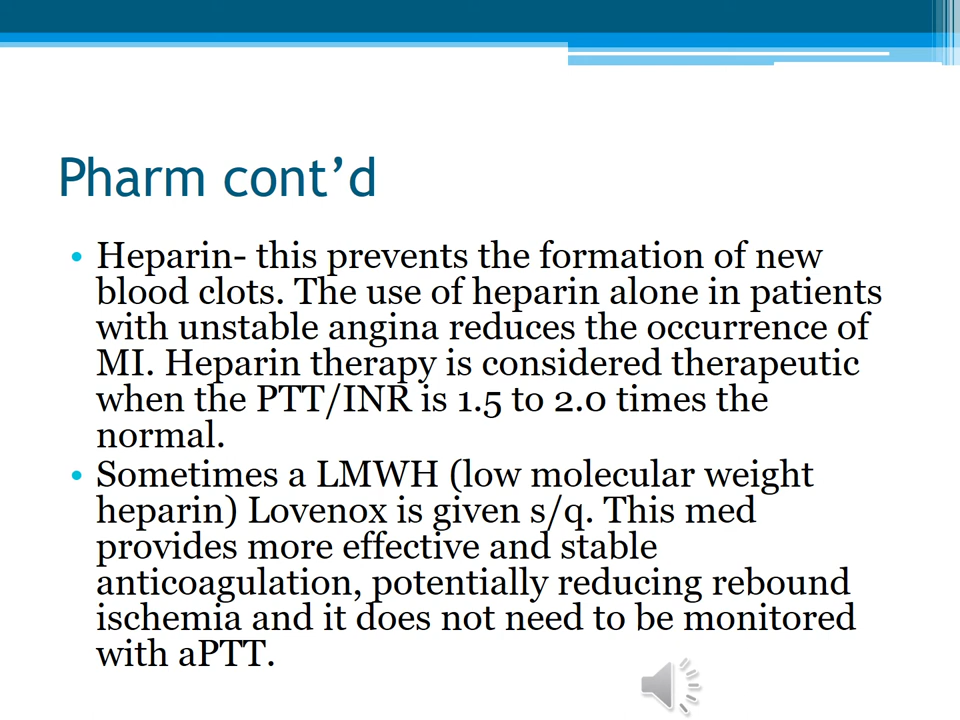 Pharm cont’d
• Heparin- this prevents the formation of new
blood clots. The use of heparin alone in patients
with unstable angina reduces the occurrence of
MI. Heparin therapy is considered therapeutic
when the PTT/INR is 1.5 to 2.0 times the
normal.
• Sometimes a LMWH (low molecular weight
heparin) Lovenox is given s/q. This med
provides more effective and stable
anticoagulation, potentially reducing rebound
ischemia and it does not need to be monitored
with aPTT.